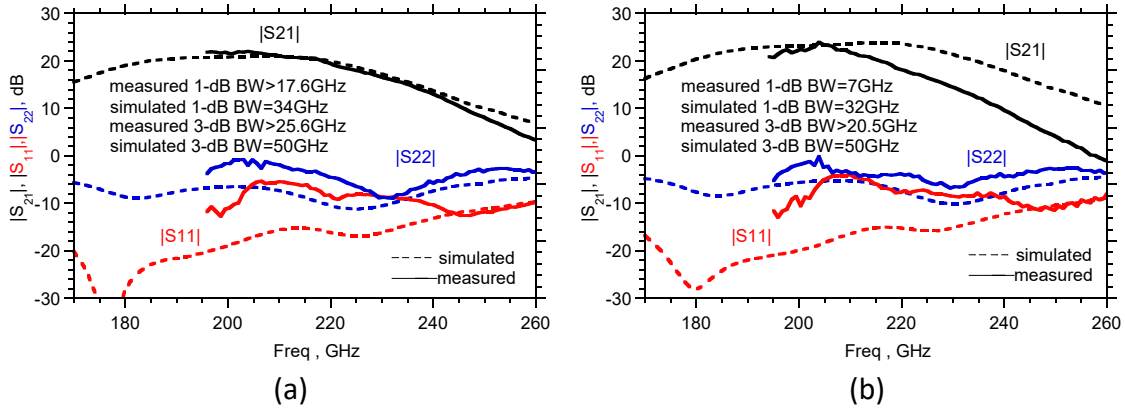 30
20
10
0
-10
-20
-30
|S21|, |S11|,|S22|, dB
|S21|
measured 1-dB BW>17.6GHz
simulated 1-dB BW=34GHz
measured 3-dB BW>25.6GHz
simulated 3-dB BW=50GHz
|S22|
|S11|
simulated
measured
180
200
220
240
260
Freq , GHz
(a)
30
20
10
0
-10
-20
-30
|S21|, |S11|,|S22|, dB
|S21|
measured 1-dB BW=7GHz
simulated 1-dB BW=32GHz
measured 3-dB BW>20.5GHz
simulated 3-dB BW=50GHz
|S22|
|S11|
simulated
measured
180
200
220
240
260
Freq , GHz
(b)